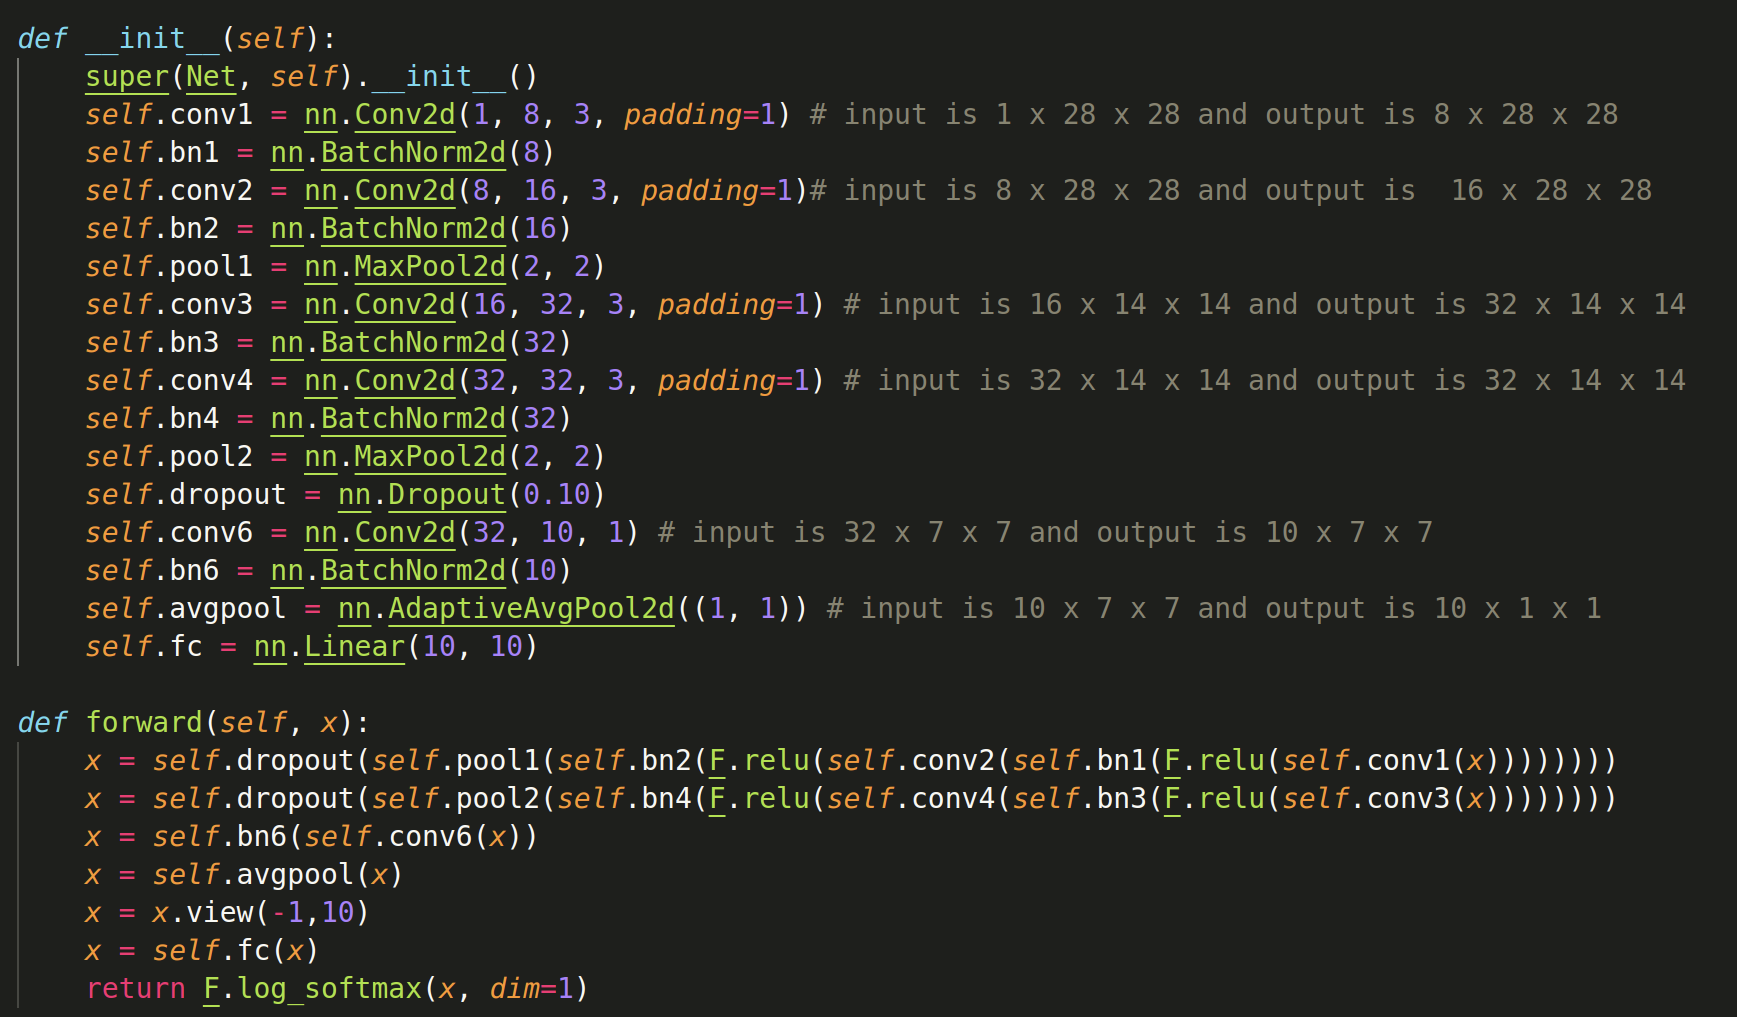 def __init__(self):
    super(Net, self).__init__()
    self.conv1 = nn.Conv2d(1, 8, 3, padding=1) # input is 1 x 28 x 28 and output is 8 x 28 x 28
    self.bn1 = nn.BatchNorm2d(8)
    self.conv2 = nn.Conv2d(8, 16, 3, padding=1)# input is 8 x 28 x 28 and output is  16 x 28 x 28
    self.bn2 = nn.BatchNorm2d(16)
    self.pool1 = nn.MaxPool2d(2, 2)
    self.conv3 = nn.Conv2d(16, 32, 3, padding=1) # input is 16 x 14 x 14 and output is 32 x 14 x 14
    self.bn3 = nn.BatchNorm2d(32)
    self.conv4 = nn.Conv2d(32, 32, 3, padding=1) # input is 32 x 14 x 14 and output is 32 x 14 x 14
    self.bn4 = nn.BatchNorm2d(32)
    self.pool2 = nn.MaxPool2d(2, 2)
    self.dropout = nn.Dropout(0.10)
    self.conv6 = nn.Conv2d(32, 10, 1) # input is 32 x 7 x 7 and output is 10 x 7 x 7
    self.bn6 = nn.BatchNorm2d(10)
    self.avgpool = nn.AdaptiveAvgPool2d((1, 1)) # input is 10 x 7 x 7 and output is 10 x 1 x 1
    self.fc = nn.Linear(10, 10)

def forward(self, x):
    x = self.dropout(self.pool1(self.bn2(F.relu(self.conv2(self.bn1(F.relu(self.conv1(x))))))))
    x = self.dropout(self.pool2(self.bn4(F.relu(self.conv4(self.bn3(F.relu(self.conv3(x))))))))
    x = self.bn6(self.conv6(x))
    x = self.avgpool(x)
    x = x.view(-1,10)
    x = self.fc(x)
    return F.log_softmax(x, dim=1)